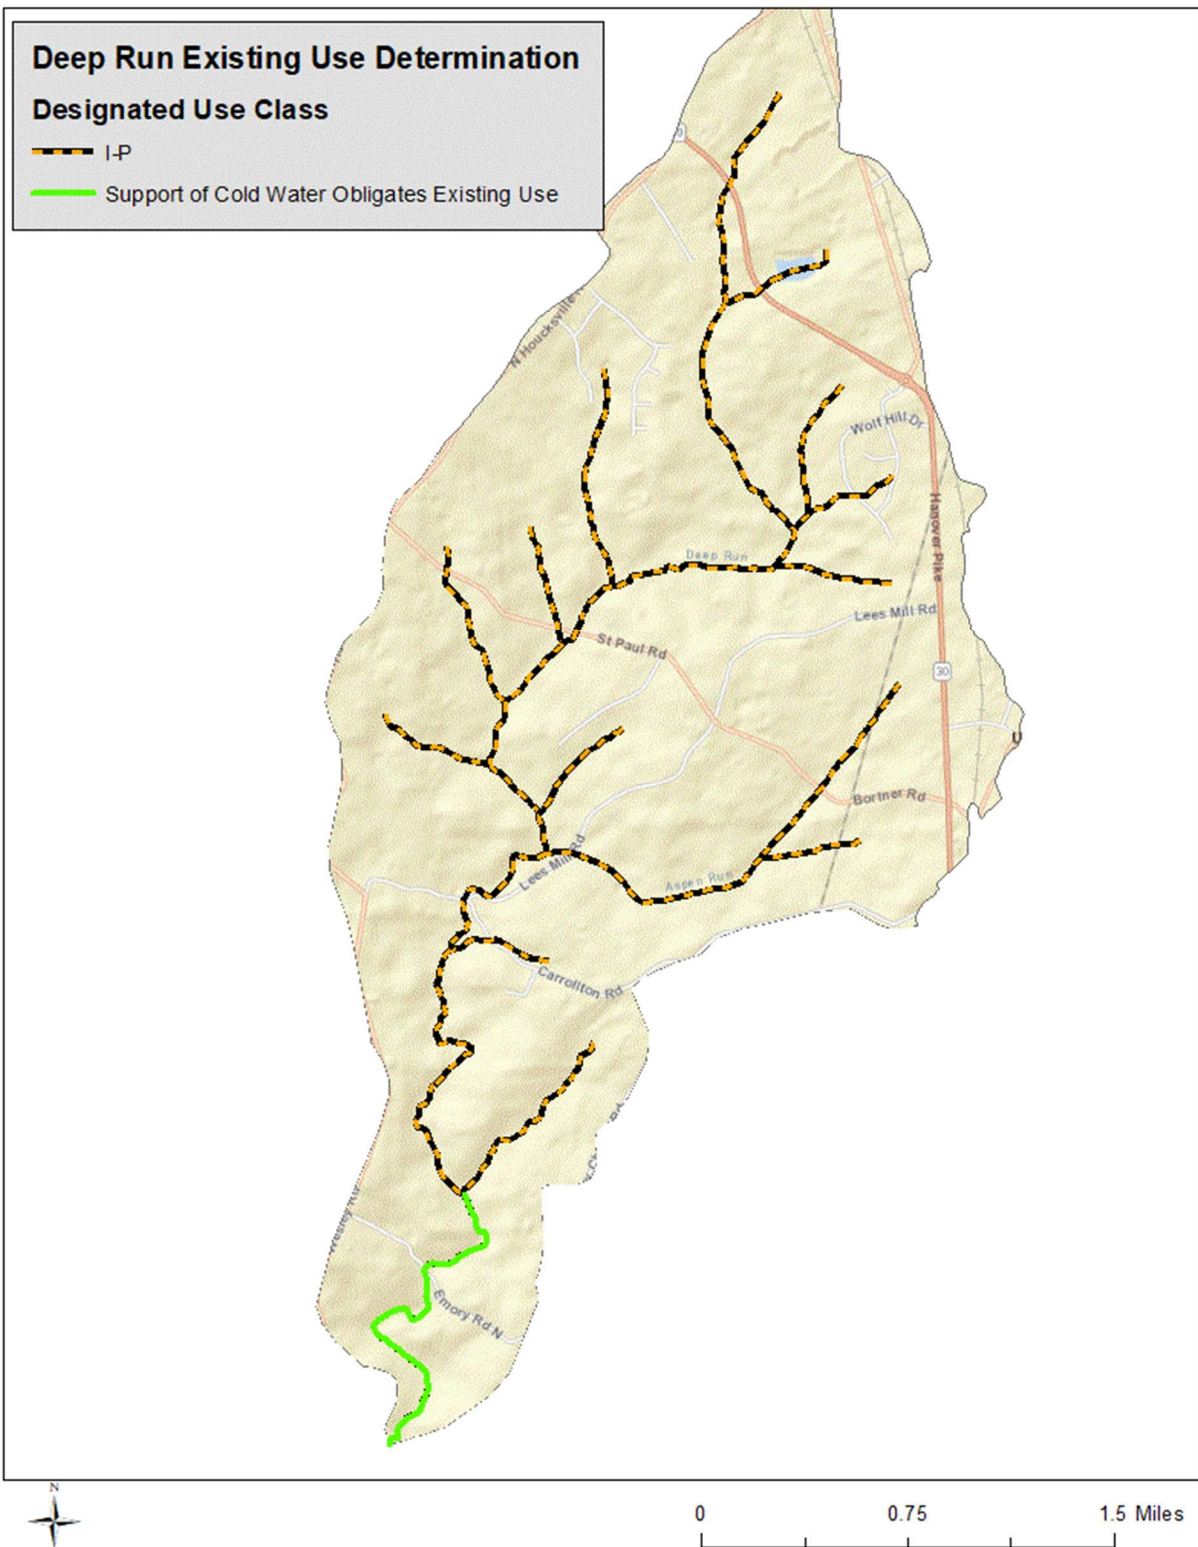 Deep Run Existing Use Determination
Designated Use Class
I-P
Support of Cold Water Obligates Existing Use
N Houcksville
Wolf Hill Dr
Hanover Pike
Deep Run
Lees Mill Rd
St Paul Rd
30
U
Bortner Rd
Lees Mill Rd
Aspen Run
Carrollton Rd
Wesley Rd
Emory Rd N
N
0 0.75 1.5 Miles